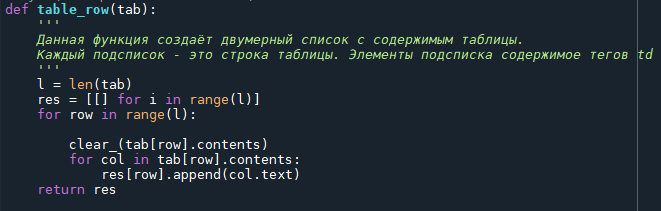 def table_row(tab):
    '''
    Данная функция создаёт двумерный список с содержимым таблицы.
    Каждый подсписок - это строка таблицы. Элементы подсписка содержимое тегов td
    '''
    l = len(tab)
    res = [[] for i in range(l)]
    for row in range(l):

        clear_(tab[row].contents)
        for col in tab[row].contents:
            res[row].append(col.text)
    return res